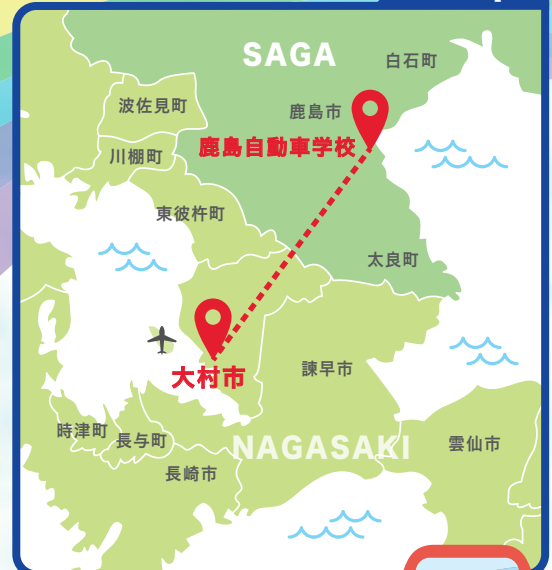 SAGA
白石町
波佐見町
鹿島市
鹿島自動車学校
川棚町
東彼杵町
太良町
大村市
諫早市
時津町
長与町
NAGASAKI
雲仙市
長崎市